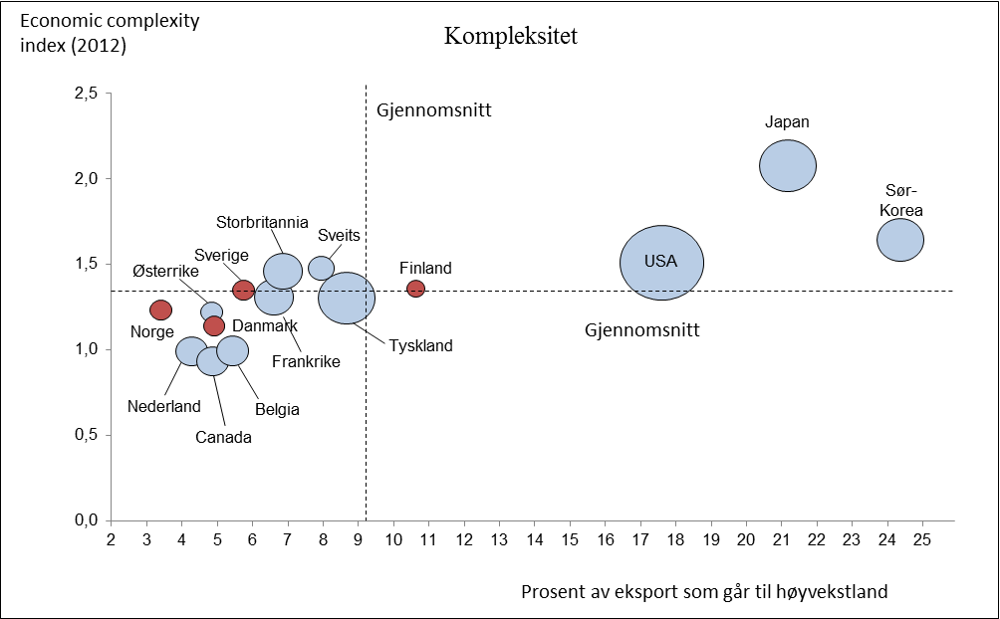 Economic complexity
index (2012)
Kompleksitet
2,5
Gjennomsnitt
Japan
2,0
Sør-
Korea
Storbritannia
Sveits
Sverige
1,5
Østerrike
Finland
USA
Norge
Danmark
Gjennomsnitt
Tyskland
1,0
Frankrike
Nederland
Belgia
Canada
0,5
0,0
2 3 4 5 6 7 8 9 10 11 12 13 14 15 16 17 18 19 20 21 22 23 24 25
Prosent av eksport som går til høyvekstland